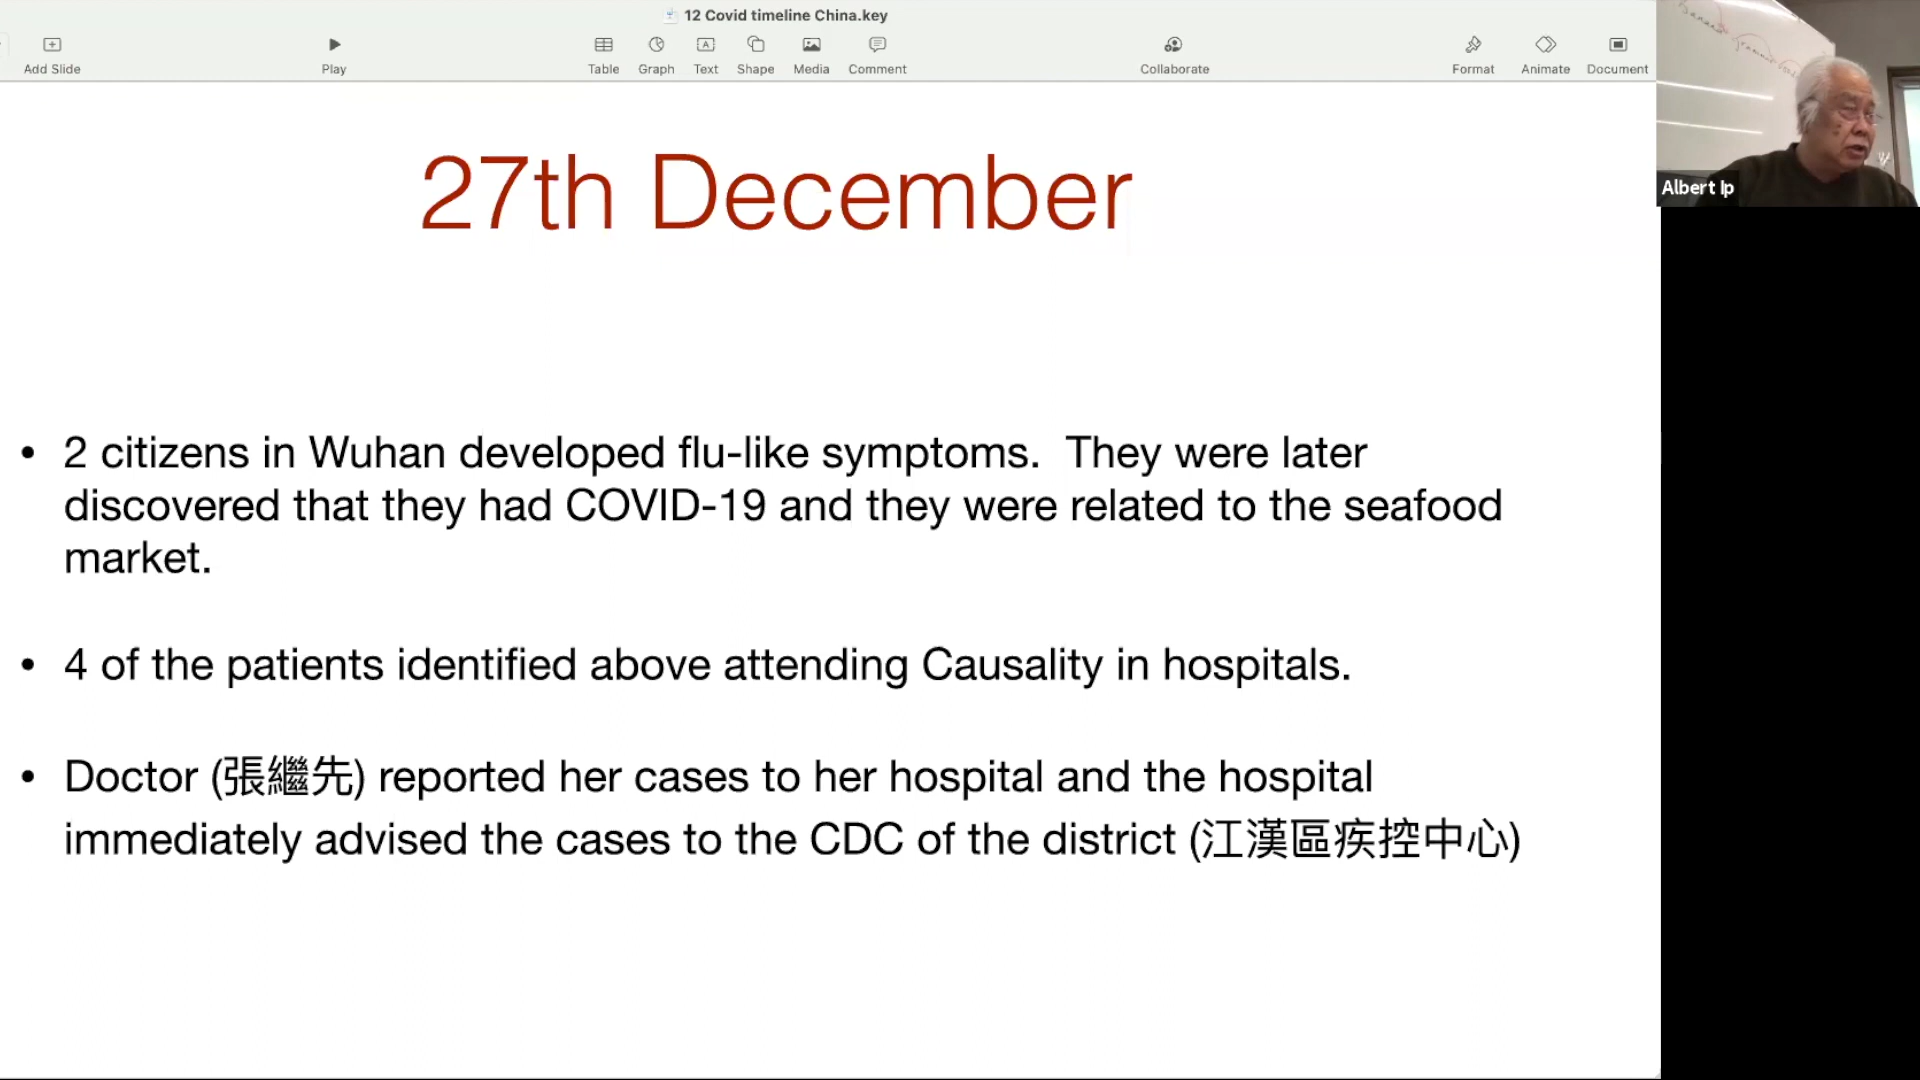 12 Covid timeline China.key
Add Slide
Play
Table
Graph
Text
Shape
Media
Comment
Collaborate
Format
Animate
Document
Albert Ip
27th December
• 2 citizens in Wuhan developed flu-like symptoms. They were later
discovered that they had COVID-19 and they were related to the seafood
market.
• 4 of the patients identified above attending Causality in hospitals.
• Doctor (張繼先) reported her cases to her hospital and the hospital
immediately advised the cases to the CDC of the district (江漢區疾控中心)